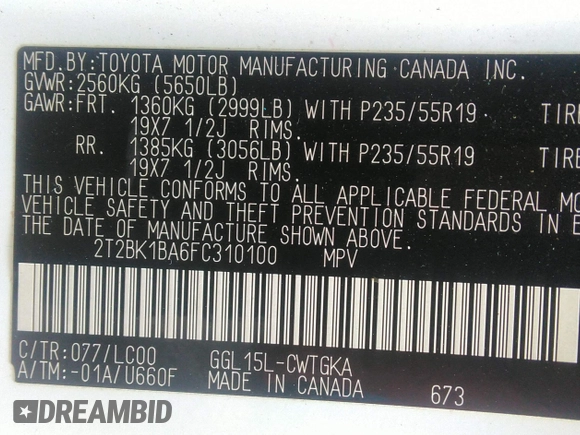 MFD.BY:TOYOTA MOTOR MANUFACTURING CANADA INC.
GVWR:2560KG (5650LB)
GAWR:FRT. 1360KG (2999LB) WITH P235/55R19 TIRE
19X7 1/2J RIMS.
RR. 1385KG (3056LB) WITH P235/55R19 TIRE
19X7 1/2J RIMS.
THIS VEHICLE CONFORMS TO ALL APPLICABLE FEDERAL MO
VEHICLE SAFETY AND THEFT PREVENTION STANDARDS IN E
THE DATE OF MANUFACTURE SHOWN ABOVE.
2T2BK1BA6FC310100 MPV
C/TR:077/LC00 GGL15L-CWTGKA
A/TM:-01A/U660F MADE IN CANADA 673
DREAMBID